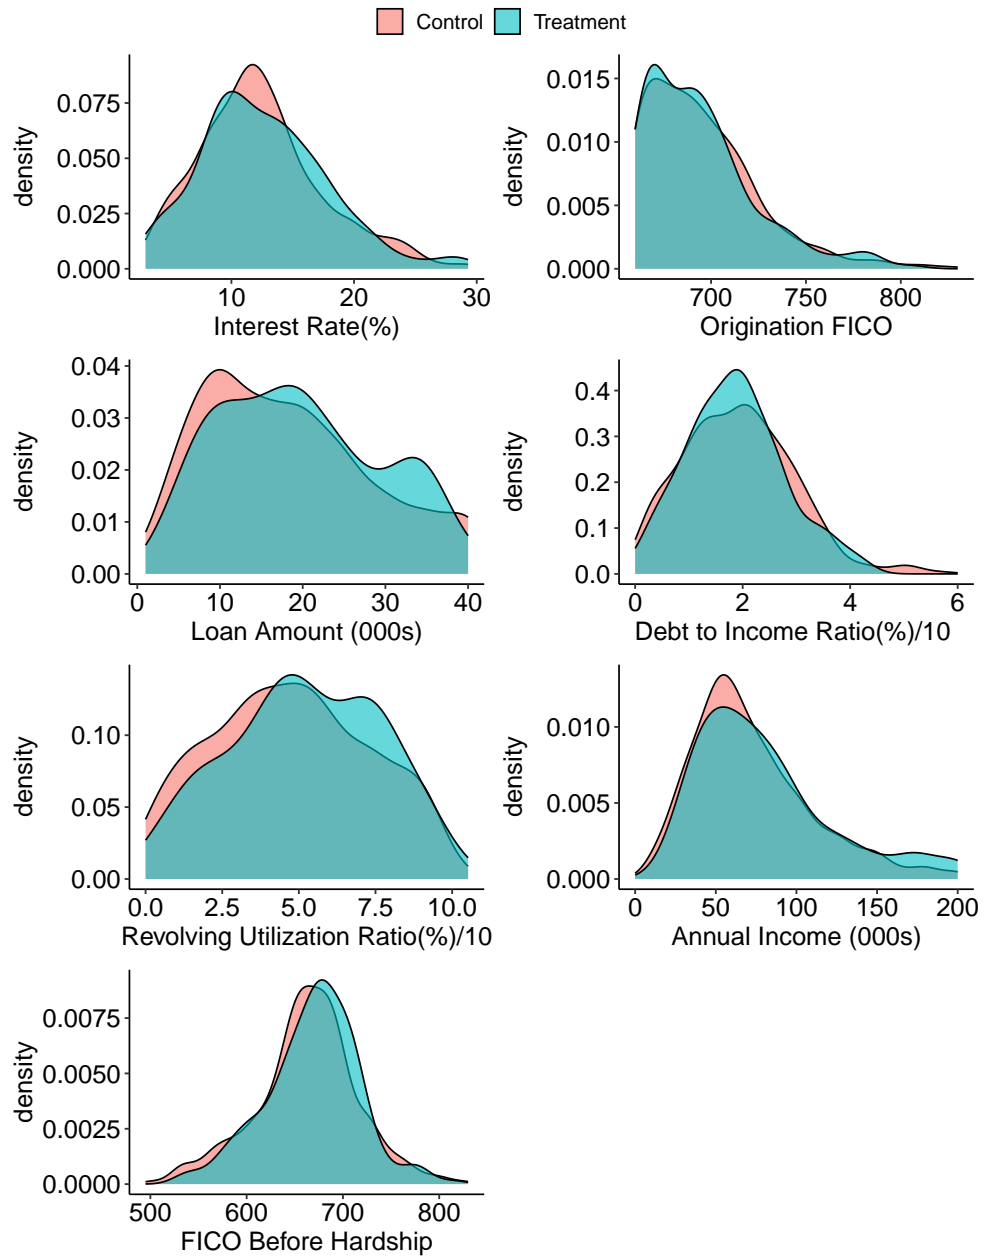 Control Treatment
density
0.075
0.050
0.025
0.000
10 20 30
Interest Rate(%)
density
0.015
0.010
0.005
0.000
700 750 800
Origination FICO
density
0.04
0.03
0.02
0.01
0.00
0 10 20 30 40
Loan Amount (000s)
density
0.4
0.3
0.2
0.1
0.0
0 2 4 6
Debt to Income Ratio(%)/10
density
0.10
0.05
0.00
0.0 2.5 5.0 7.5 10.0
Revolving Utilization Ratio(%)/10
density
0.010
0.005
0.000
0 50 100 150 200
Annual Income (000s)
density
0.0075
0.0050
0.0025
0.0000
500 600 700 800
FICO Before Hardship